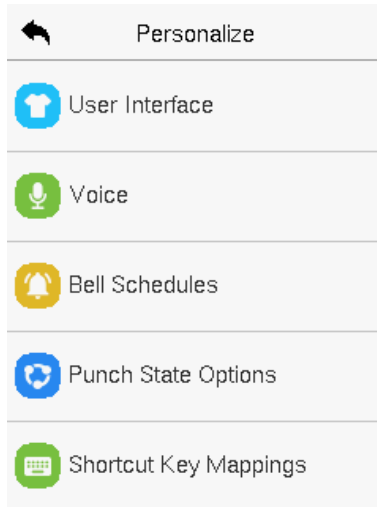 Personalize
User Interface
Voice
Bell Schedules
Punch State Options
Shortcut Key Mappings